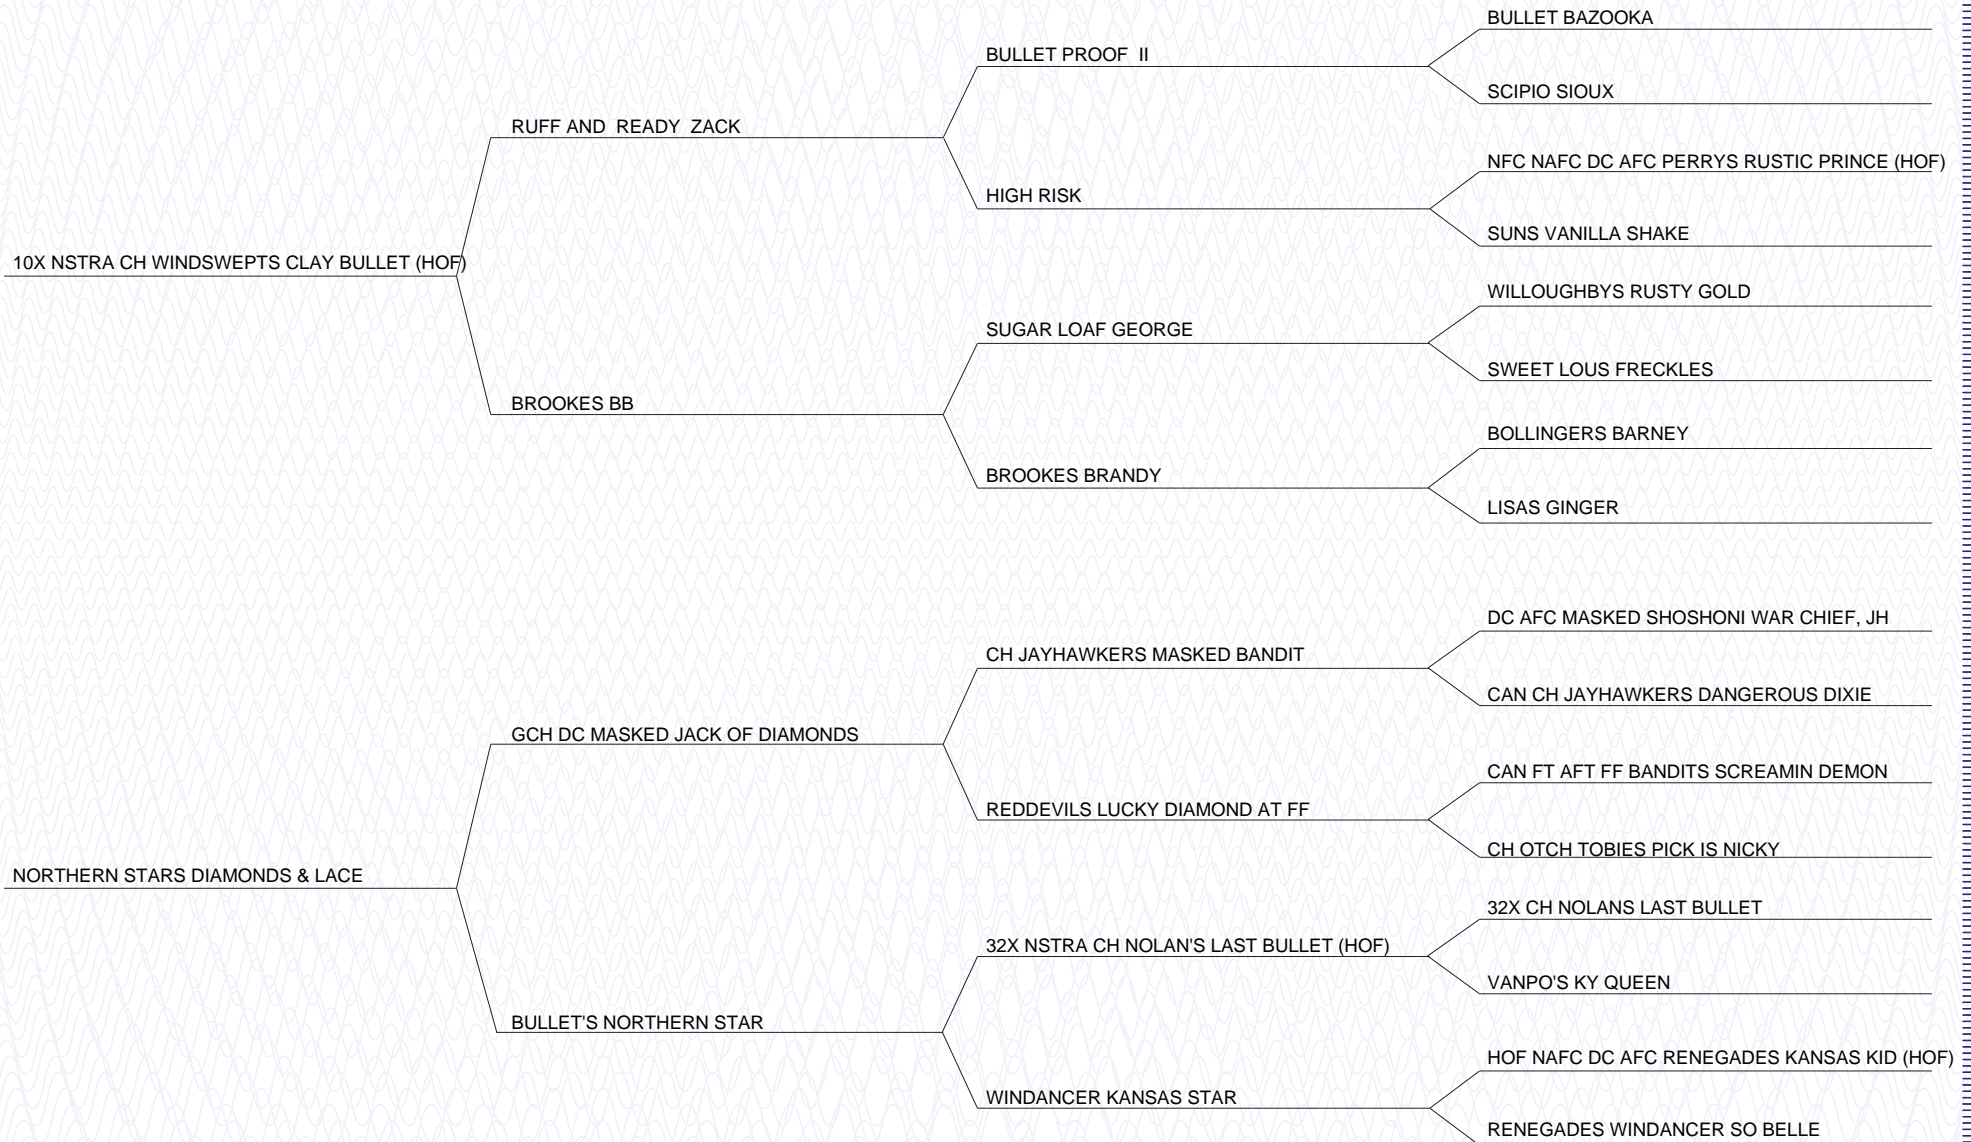 BULLET BAZOOKA
BULLET PROOF  II
SCIPIO SIOUX
RUFF AND  READY  ZACK
NFC NAFC DC AFC PERRYS RUSTIC PRINCE (HOF)
HIGH RISK
SUNS VANILLA SHAKE
10X NSTRA CH WINDSWEPTS CLAY BULLET (HOF)
WILLOUGHBYS RUSTY GOLD
SUGAR LOAF GEORGE
SWEET LOUS FRECKLES
BROOKES BB
BOLLINGERS BARNEY
BROOKES BRANDY
LISAS GINGER
DC AFC MASKED SHOSHONI WAR CHIEF, JH
CH JAYHAWKERS MASKED BANDIT
CAN CH JAYHAWKERS DANGEROUS DIXIE
GCH DC MASKED JACK OF DIAMONDS
CAN FT AFT FF BANDITS SCREAMIN DEMON
REDDEVILS LUCKY DIAMOND AT FF
CH OTCH TOBIES PICK IS NICKY
NORTHERN STARS DIAMONDS & LACE
32X CH NOLANS LAST BULLET
32X NSTRA CH NOLAN'S LAST BULLET (HOF)
VANPO'S KY QUEEN
BULLET'S NORTHERN STAR
HOF NAFC DC AFC RENEGADES KANSAS KID (HOF)
WINDANCER KANSAS STAR
RENEGADES WINDANCER SO BELLE